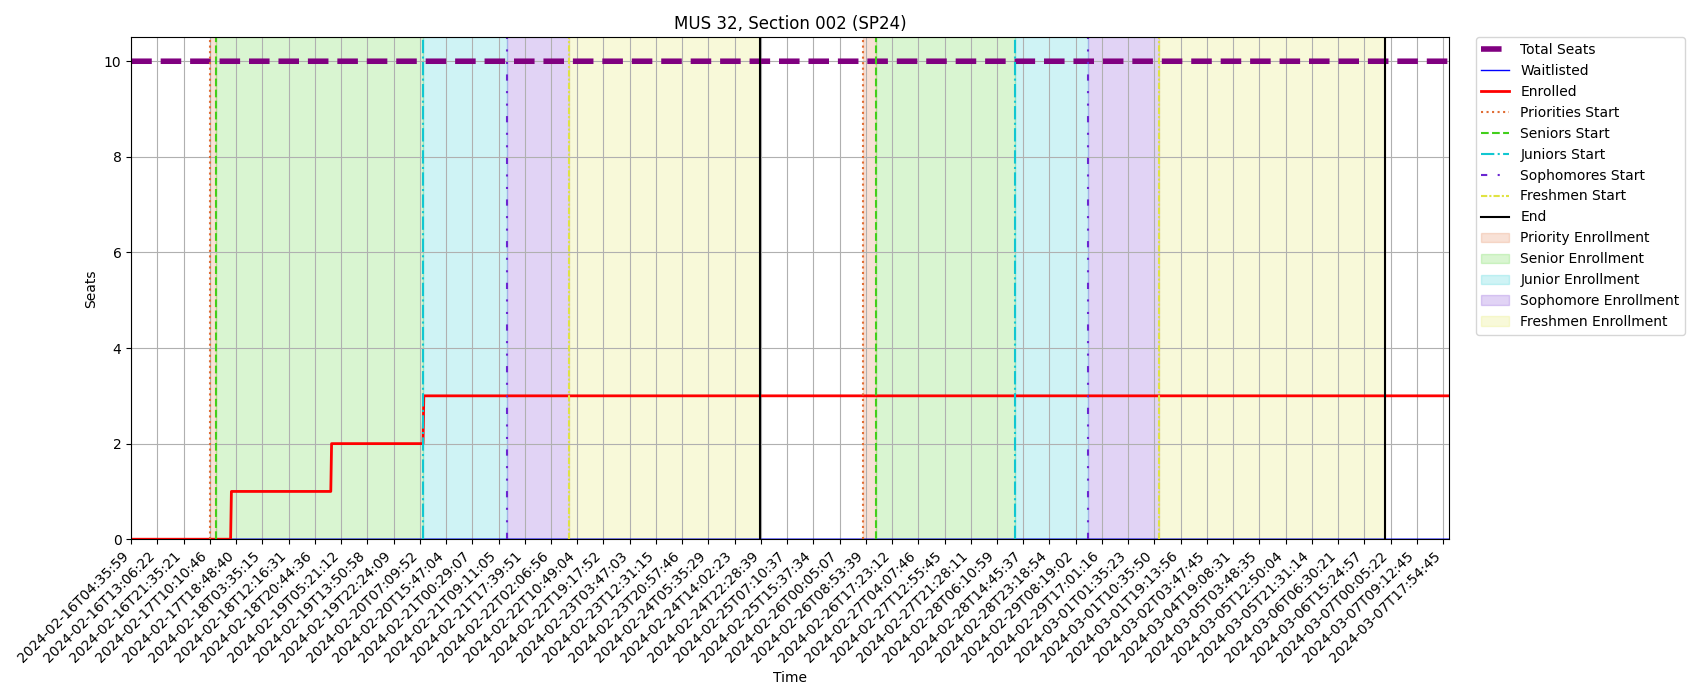 MUS 32, Section 002 (SP24)
Seats
10
8
6
4
2
0
2024-02-16T04:35:59
2024-02-16T13:06:22
2024-02-16T21:35:21
2024-02-17T10:10:46
2024-02-17T18:48:40
2024-02-18T03:35:15
2024-02-18T12:16:31
2024-02-18T20:44:36
2024-02-19T05:21:12
2024-02-19T13:50:58
2024-02-19T22:24:09
2024-02-20T07:09:52
2024-02-20T15:47:04
2024-02-21T00:29:07
2024-02-21T09:11:05
2024-02-21T17:39:51
2024-02-22T02:06:56
2024-02-22T10:49:04
2024-02-22T19:17:52
2024-02-23T03:47:03
2024-02-23T12:31:15
2024-02-23T20:57:46
2024-02-24T05:35:29
2024-02-24T14:02:23
2024-02-24T22:28:39
2024-02-25T07:10:37
2024-02-25T15:37:34
2024-02-26T00:05:07
2024-02-26T08:53:39
2024-02-26T17:23:12
2024-02-27T04:07:46
2024-02-27T12:55:45
2024-02-27T21:28:11
2024-02-28T06:10:59
2024-02-28T14:45:37
2024-02-28T23:18:54
2024-02-29T08:19:02
2024-02-29T17:01:16
2024-03-01T01:35:23
2024-03-01T10:35:50
2024-03-01T19:13:56
2024-03-02T03:47:45
2024-03-04T19:08:31
2024-03-05T03:48:35
2024-03-05T12:50:04
2024-03-05T21:31:14
2024-03-06T06:30:21
2024-03-06T15:24:57
2024-03-07T00:05:22
2024-03-07T09:12:45
2024-03-07T17:54:45
Time
Total Seats
Waitlisted
Enrolled
Priorities Start
Seniors Start
Juniors Start
Sophomores Start
Freshmen Start
End
Priority Enrollment
Senior Enrollment
Junior Enrollment
Sophomore Enrollment
Freshmen Enrollment